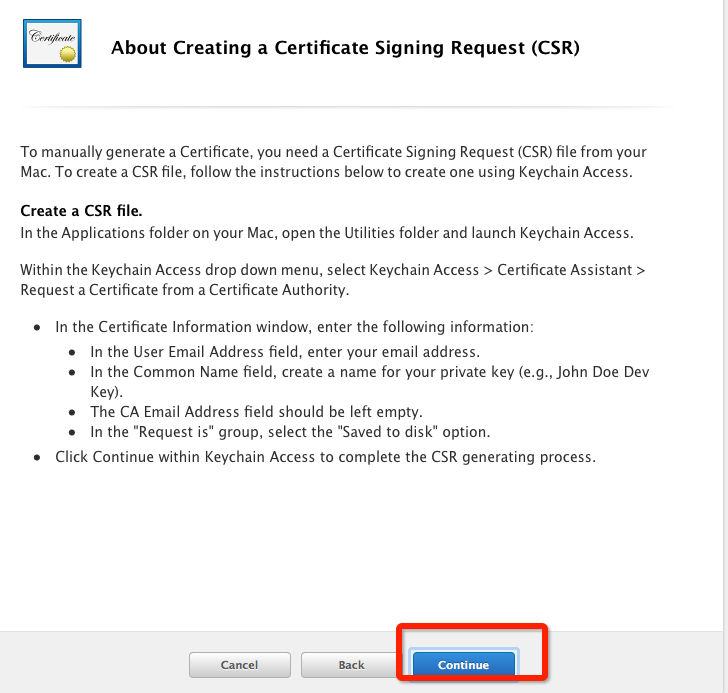 Certificate
About Creating a Certificate Signing Request (CSR)
To manually generate a Certificate, you need a Certificate Signing Request (CSR) file from your
Mac. To create a CSR file, follow the instructions below to create one using Keychain Access.
Create a CSR file.
In the Applications folder on your Mac, open the Utilities folder and launch Keychain Access.
Within the Keychain Access drop down menu, select Keychain Access > Certificate Assistant >
Request a Certificate from a Certificate Authority.
• In the Certificate Information window, enter the following information:
• In the User Email Address field, enter your email address.
• In the Common Name field, create a name for your private key (e.g., John Doe Dev
Key).
• The CA Email Address field should be left empty.
• In the "Request is" group, select the "Saved to disk" option.
• Click Continue within Keychain Access to complete the CSR generating process.
Cancel Back Continue